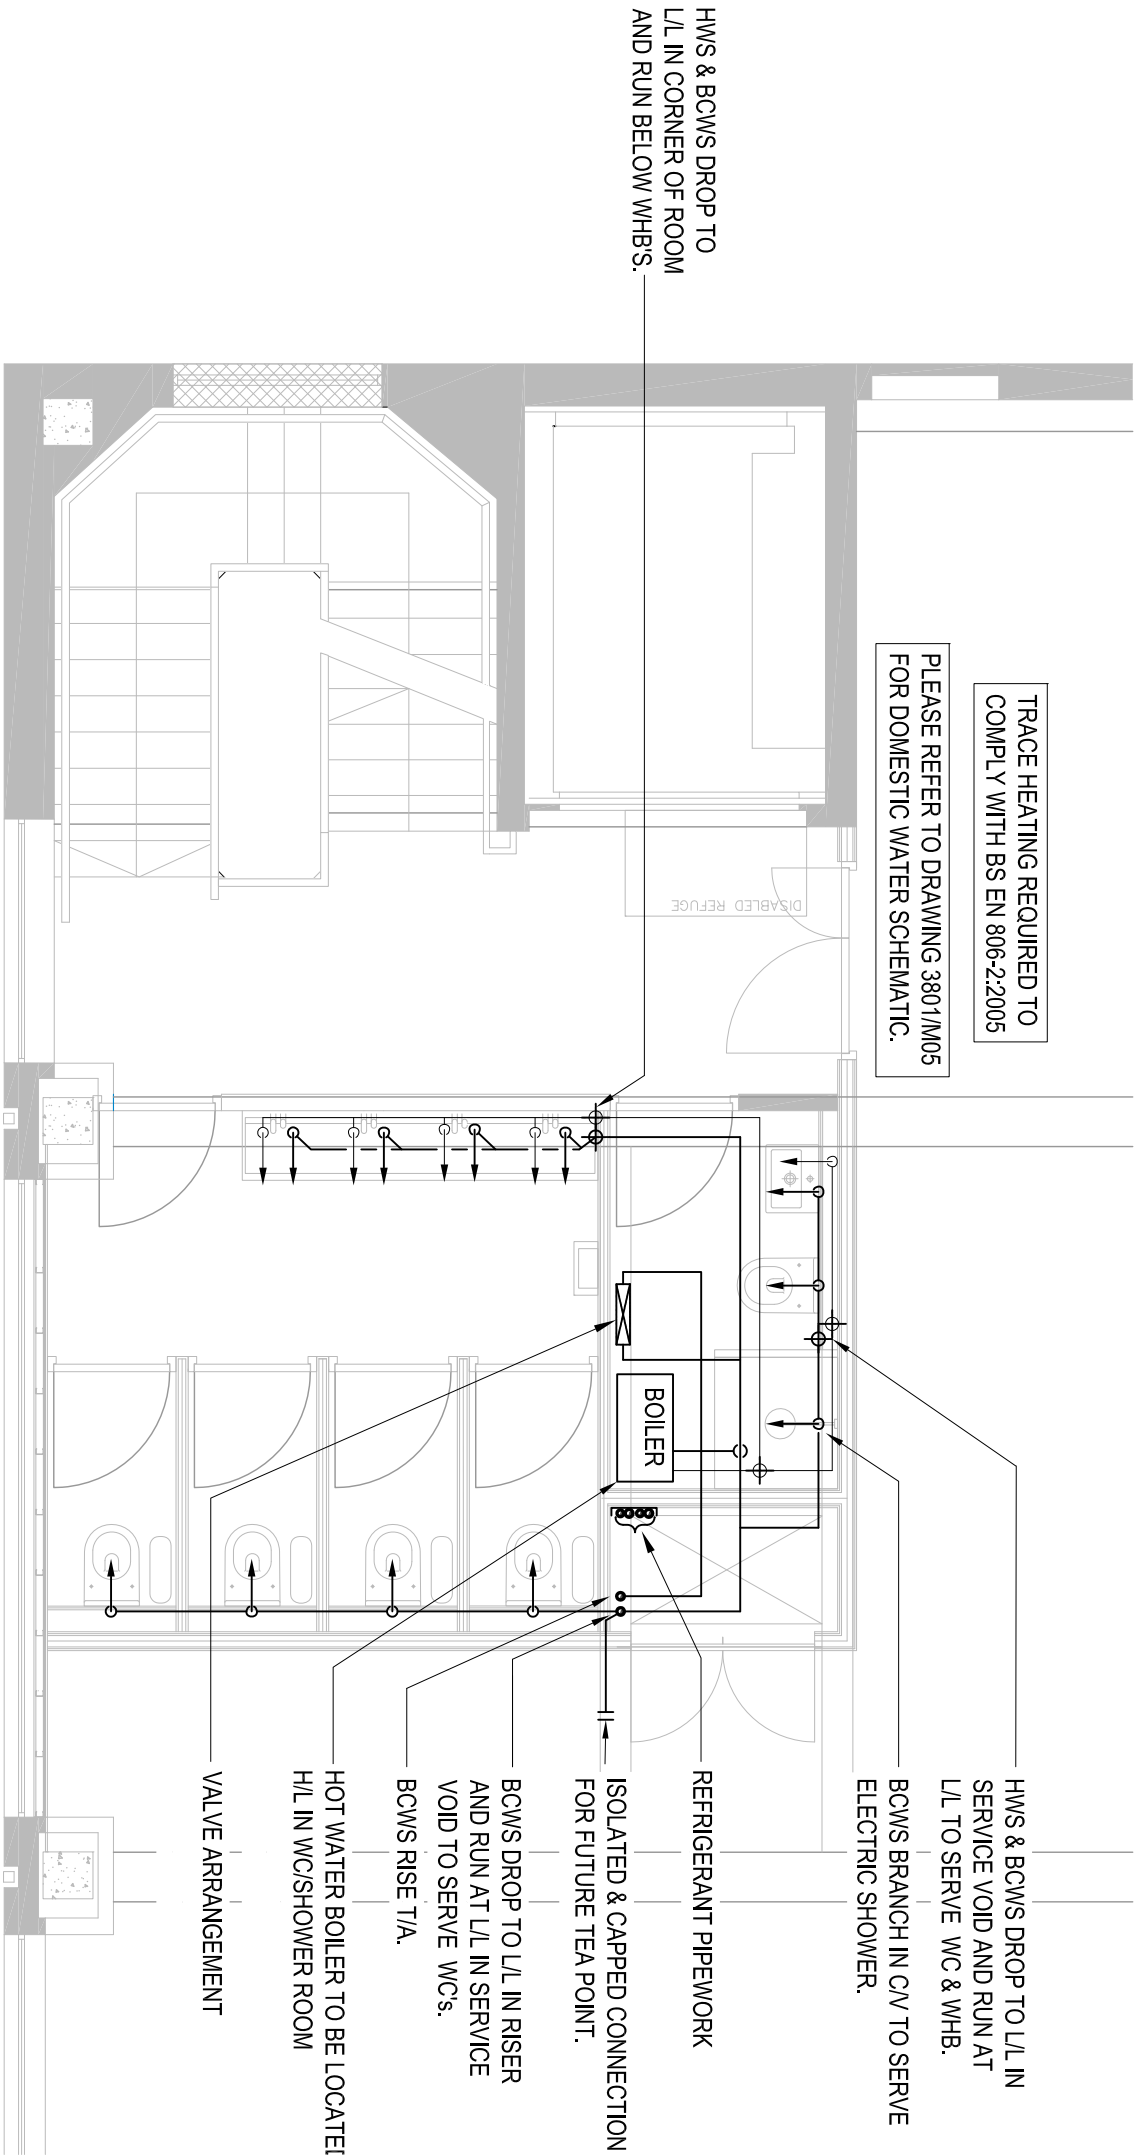 HWS & BCWS DROP TO
L/L IN CORNER OF ROOM
AND RUN BELOW WHB'S.
TRACE HEATING REQUIRED TO
COMPLY WITH BS EN 806-2:2005
PLEASE REFER TO DRAWING 3801/M05
FOR DOMESTIC WATER SCHEMATIC.
DISABLED REFUGE
BOILER
HWS & BCWS DROP TO L/L IN
SERVICE VOID AND RUN AT
L/L TO SERVE WC & WHB.
BCWS BRANCH IN C/V TO SERVE
ELECTRIC SHOWER.
REFRIGERANT PIPEWORK
ISOLATED & CAPPED CONNECTION
FOR FUTURE TEA POINT.
BCWS DROP TO L/L IN RISER
AND RUN AT L/L IN SERVICE
VOID TO SERVE WC's.
BCWS RISE T/A.
HOT WATER BOILER TO BE LOCATED
H/L IN WC/SHOWER ROOM
VALVE ARRANGEMENT